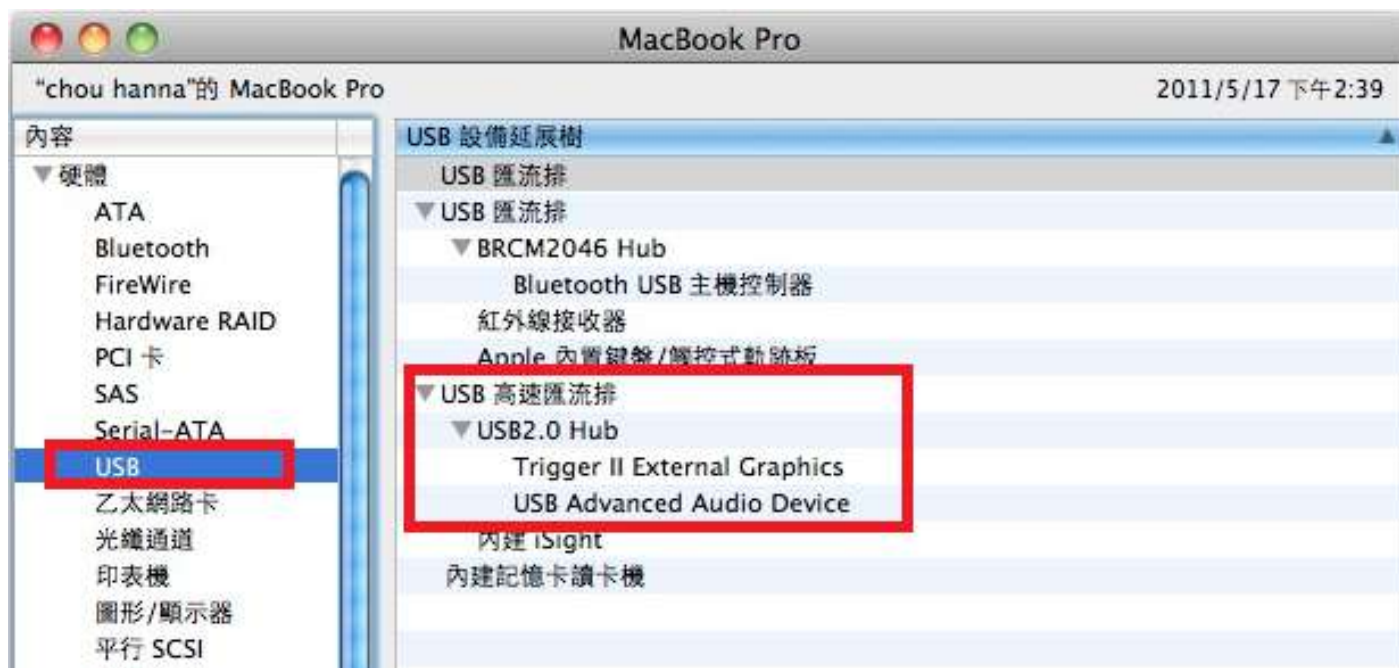 MacBook Pro
“chou hanna”的 MacBook Pro
2011/5/17 下午2:39
內容
硬體
ATA
Bluetooth
FireWire
Hardware RAID
PCI 卡
SAS
Serial-ATA
USB
乙太網路卡
光纖通道
印表機
圖形/顯示器
平行 SCSI
USB 設備延展樹
USB 匯流排
USB 匯流排
BRCM2046 Hub
Bluetooth USB 主機控制器
紅外線接收器
Apple 內置鍵盤/觸控式軌跡板
USB 高速匯流排
USB2.0 Hub
Trigger II External Graphics
USB Advanced Audio Device
內建 iSight
內建記憶卡讀卡機